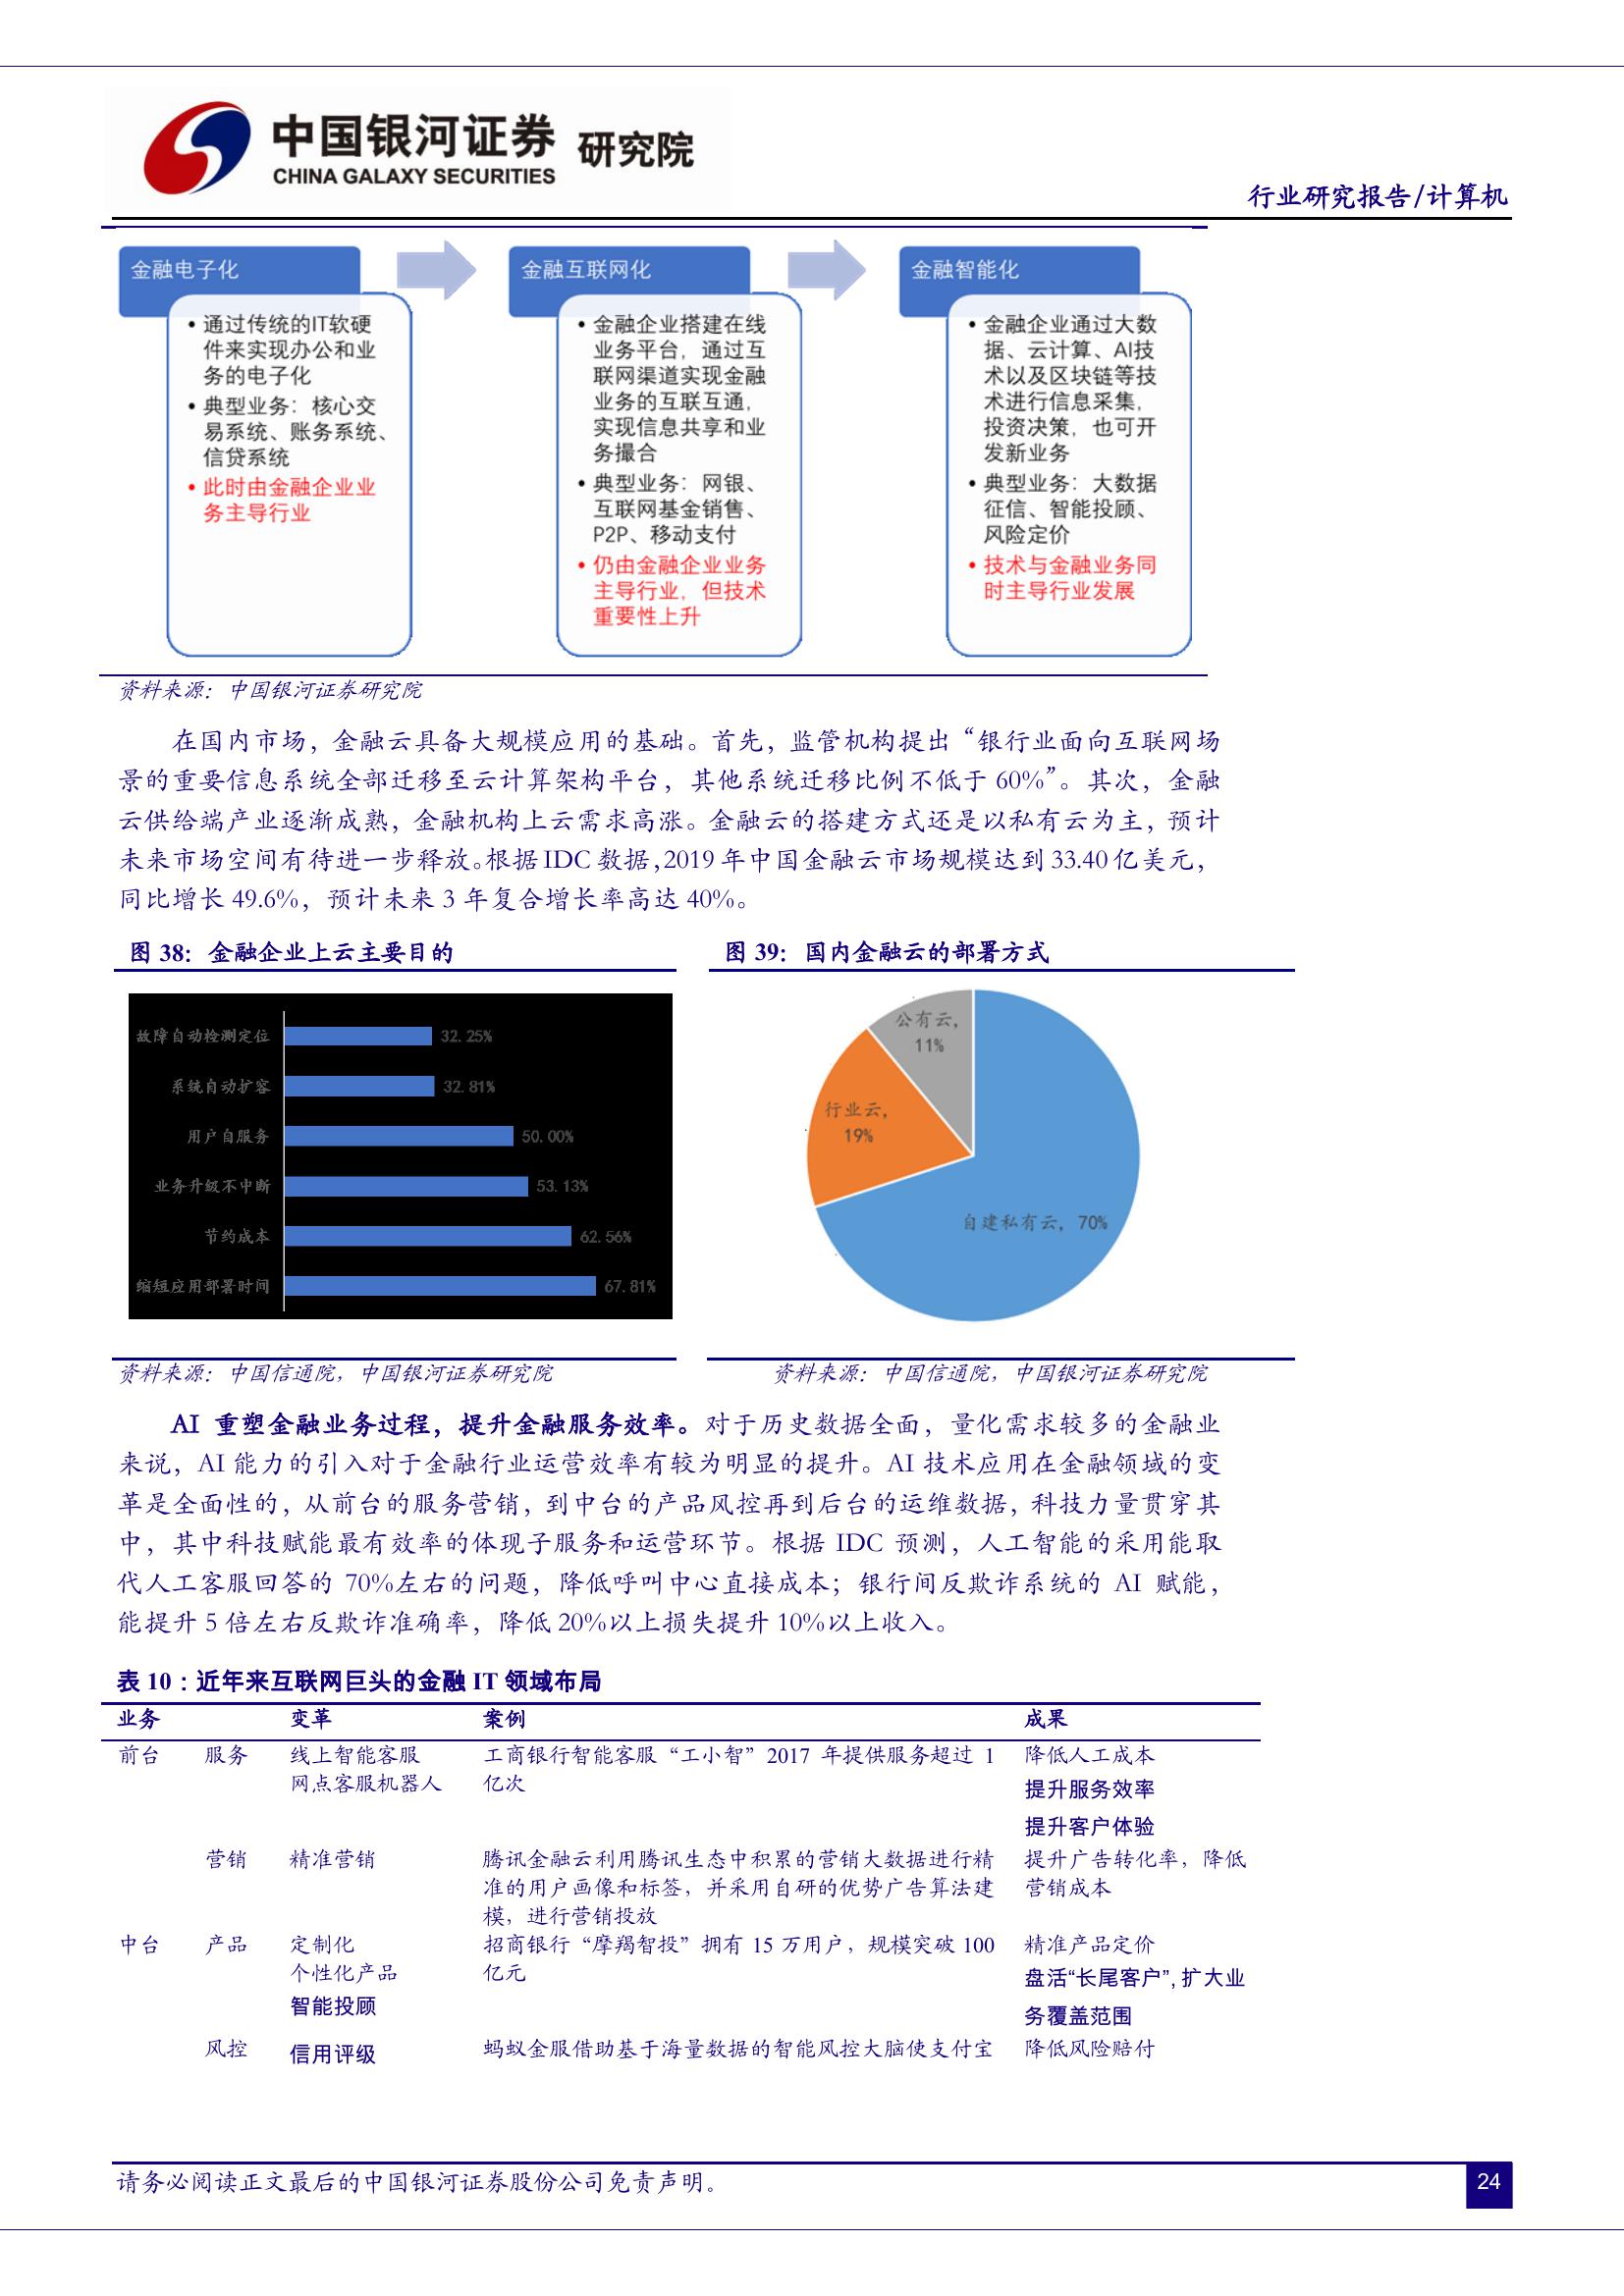 中国银河证券 研究院
CHINA GALAXY SECURITIES
行业研究报告/计算机
金融电子化
• 通过传统的IT软硬
件来实现办公和业
务的电子化
• 典型业务：核心交
易系统、账务系统、
信贷系统
• 此时由金融企业业
务主导行业
金融互联网化
• 金融企业搭建在线
业务平台，通过互
联网渠道实现金融
业务的互联互通，
实现信息共享和业
务撮合
• 典型业务：网银、
互联网基金销售、
P2P、移动支付
• 仍由金融企业业务
主导行业，但技术
重要性上升
金融智能化
• 金融企业通过大数
据、云计算、AI技
术以及区块链等技
术进行信息采集，
投资决策，也可开
发新业务
• 典型业务：大数据
征信、智能投顾、
风险定价
• 技术与金融业务同
时主导行业发展
资料来源：中国银河证券研究院
在国内市场，金融云具备大规模应用的基础。首先，监管机构提出“银行业面向互联网场
景的重要信息系统全部迁移至云计算架构平台，其他系统迁移比例不低于 60%”。其次，金融
云供给端产业逐渐成熟，金融机构上云需求高涨。金融云的搭建方式还是以私有云为主，预计
未来市场空间有待进一步释放。根据 IDC 数据，2019 年中国金融云市场规模达到 33.40 亿美元，
同比增长 49.6%，预计未来 3 年复合增长率高达 40%。
图 38：金融企业上云主要目的
故障自动检测定位 32.25%
系统自动扩容 32.81%
用户自服务 50.00%
业务升级不中断 53.13%
节约成本 62.56%
缩短应用部署时间 67.81%
资料来源：中国信通院，中国银河证券研究院
图 39：国内金融云的部署方式
公有云，
11%
行业云，
19%
自建私有云，70%
资料来源：中国信通院，中国银河证券研究院
AI 重塑金融业务过程，提升金融服务效率。对于历史数据全面，量化需求较多的金融业
来说，AI 能力的引入对于金融行业运营效率有较为明显的提升。AI 技术应用在金融领域的变
革是全面性的，从前台的服务营销，到中台的产品风控再到后台的运维数据，科技力量贯穿其
中，其中科技赋能最有效率的体现子服务和运营环节。根据 IDC 预测，人工智能的采用能取
代人工客服回答的 70%左右的问题，降低呼叫中心直接成本；银行间反欺诈系统的 AI 赋能，
能提升 5 倍左右反欺诈准确率，降低 20%以上损失提升 10%以上收入。
表 10：近年来互联网巨头的金融 IT 领域布局
业务 变革 案例 成果
前台 服务 线上智能客服 工商银行智能客服“工小智”2017 年提供服务超过 1 降低人工成本
网点客服机器人 亿次
提升服务效率
提升客户体验
营销 精准营销 腾讯金融云利用腾讯生态中积累的营销大数据进行精 提升广告转化率，降低
准的用户画像和标签，并采用自研的优势广告算法建 营销成本
模，进行营销投放
中台 产品 定制化 招商银行“摩羯智投”拥有 15 万用户，规模突破 100 精准产品定价
个性化产品 亿元 盘活“长尾客户”, 扩大业
智能投顾 务覆盖范围
风控 信用评级 蚂蚁金服借助基于海量数据的智能风控大脑使支付宝 降低风险赔付
请务必阅读正文最后的中国银河证券股份公司免责声明。
24